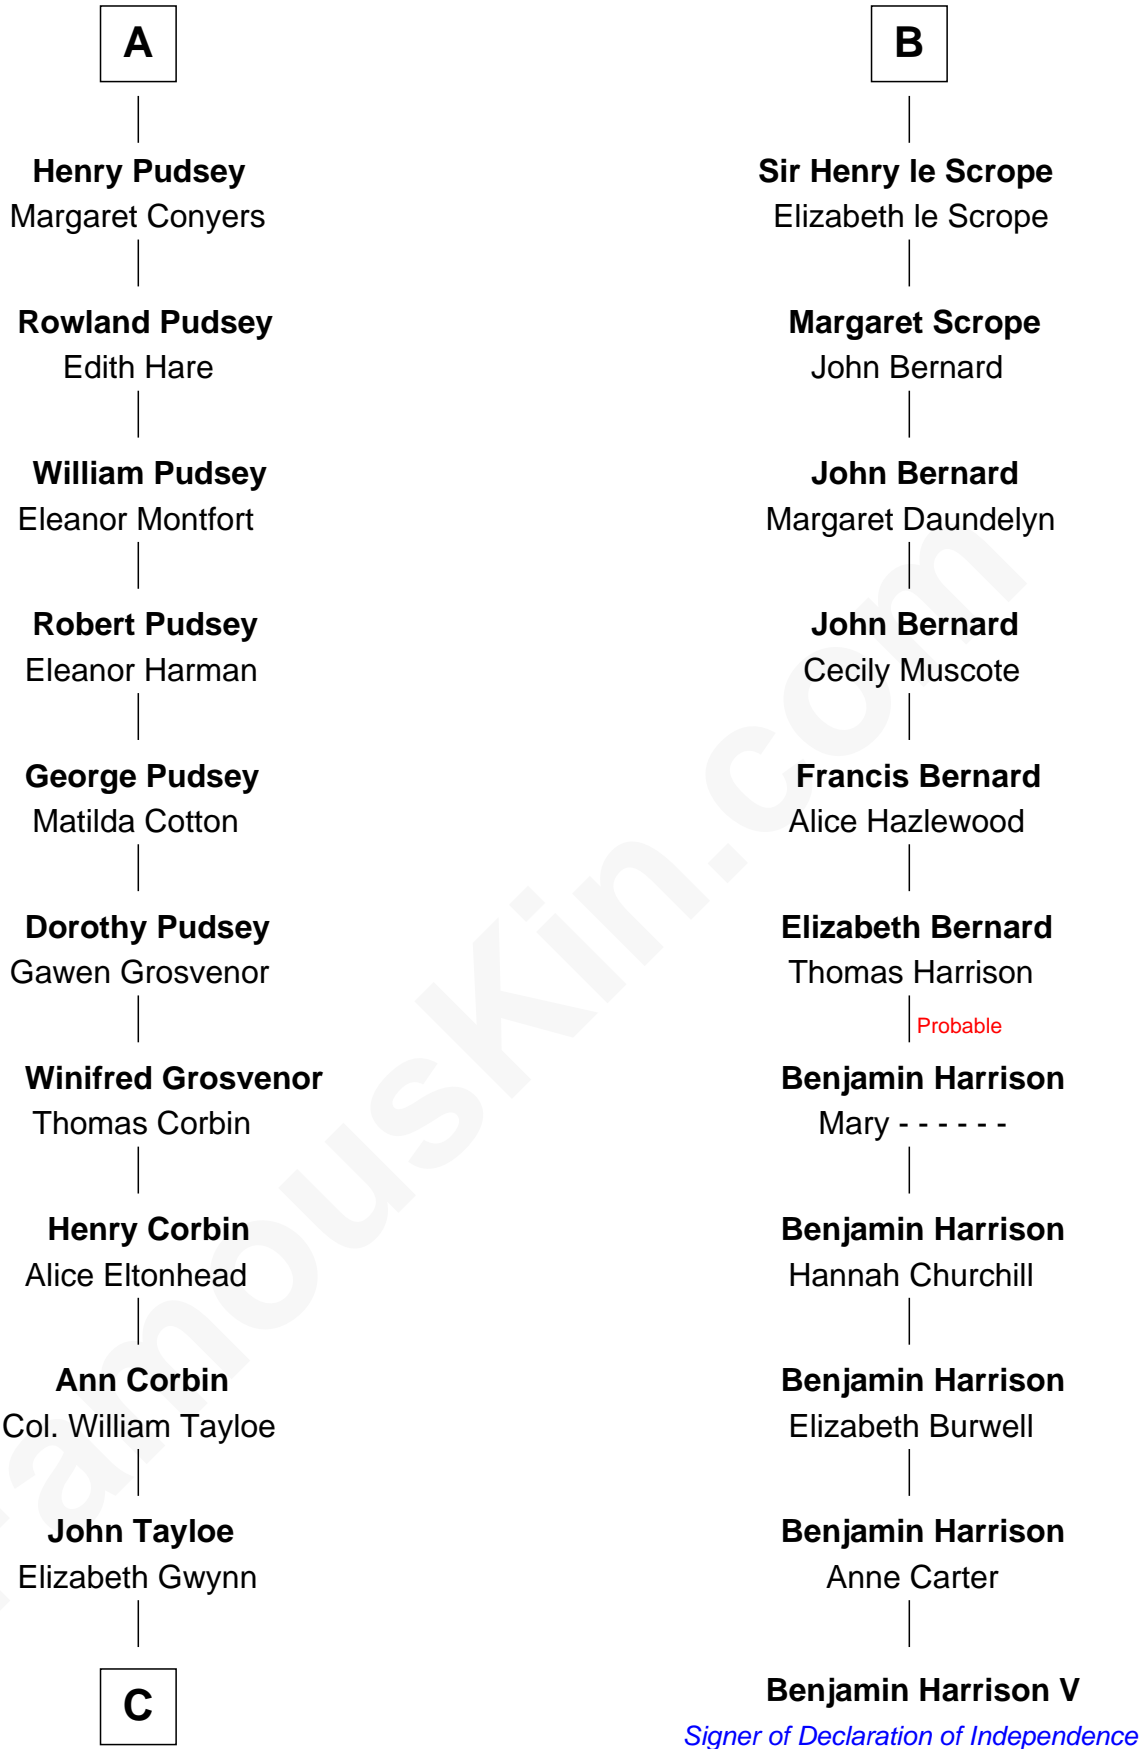 A
Henry Pudsey
Margaret Conyers
Rowland Pudsey
Edith Hare
William Pudsey
Eleanor Montfort
Robert Pudsey
Eleanor Harman
George Pudsey
Matilda Cotton
Dorothy Pudsey
Gawen Grosvenor
Winifred Grosvenor
Thomas Corbin
Henry Corbin
Alice Eltonhead
Ann Corbin
Col. William Tayloe
John Tayloe
Elizabeth Gwynn
C
B
Sir Henry le Scrope
Elizabeth le Scrope
Margaret Scrope
John Bernard
John Bernard
Margaret Daundelyn
John Bernard
Cecily Muscote
Francis Bernard
Alice Hazlewood
Elizabeth Bernard
Thomas Harrison
Probable
Benjamin Harrison
Mary - - - - - -
Benjamin Harrison
Hannah Churchill
Benjamin Harrison
Elizabeth Burwell
Benjamin Harrison
Anne Carter
Benjamin Harrison V
Signer of Declaration of Independence
FamousKin.com